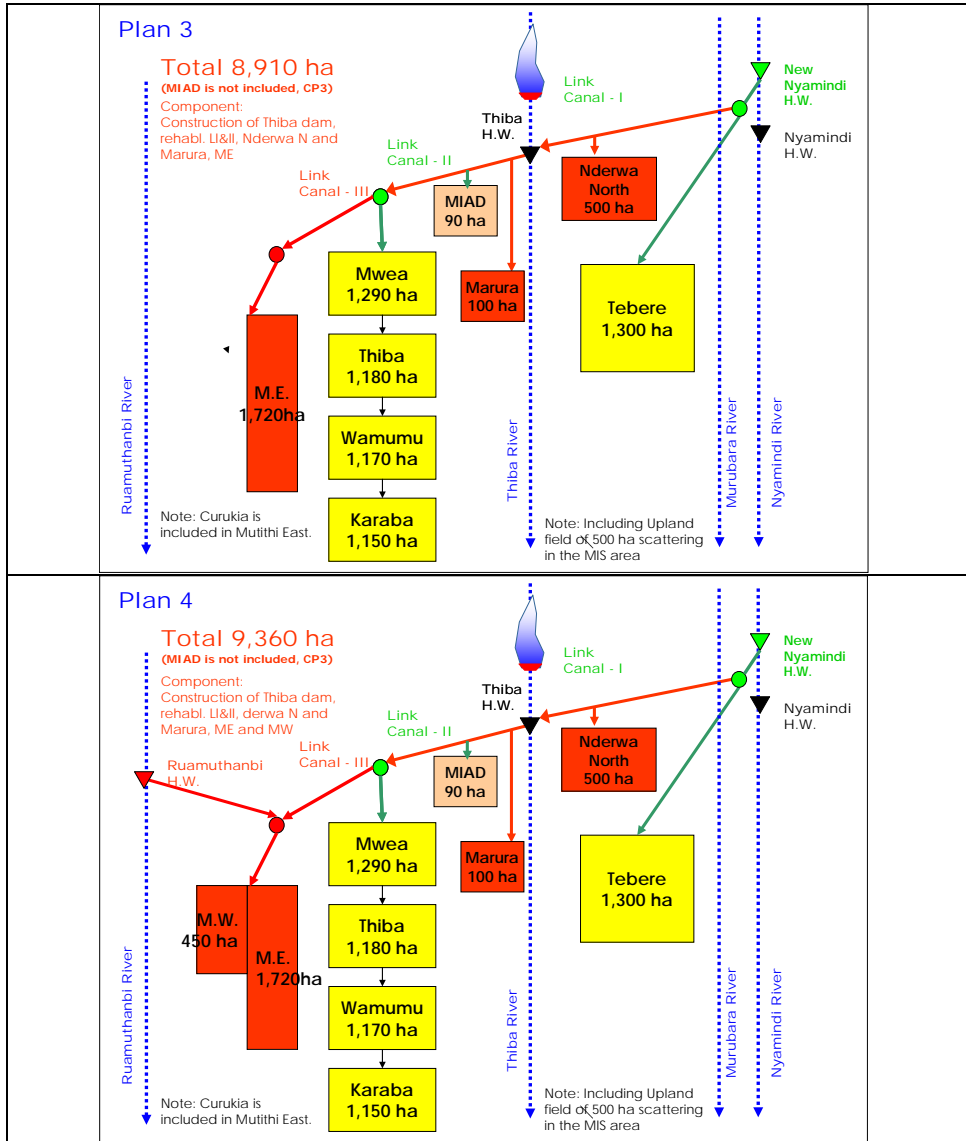 Plan 3
Total 8,910 ha
(MIAD is not included, CP3)
Component:
Construction of Thiba dam,
rehabl. LI&II, Nderwa N and
Marura, ME
Link
Canal - I
New
Nyamindi
H.W.
Thiba
H.W.
Nyamindi
H.W.
Link
Canal - II
Link
Canal - III
Nderwa
North
500 ha
MIAD
90 ha
Mwea
1,290 ha
Marura
100 ha
Tebere
1,300 ha
Thiba
1,180 ha
M.E.
1,720ha
Wamumu
1,170 ha
Karaba
1,150 ha
Ruamuthanbi River
Thiba River
Murubara River
Nyamindi River
Note: Curukia is
included in Mutithi East.
Note: Including Upland
field of 500 ha scattering
in the MIS area
Plan 4
Total 9,360 ha
(MIAD is not included, CP3)
Component:
Construction of Thiba dam,
rehabl. LI&II, derwa N and
Marura, ME and MW
Link
Canal - I
New
Nyamindi
H.W.
Thiba
H.W.
Nyamindi
H.W.
Link
Canal - II
Link
Canal - III
Ruamuthanbi
H.W.
Nderwa
North
500 ha
MIAD
90 ha
Mwea
1,290 ha
Marura
100 ha
Tebere
1,300 ha
Thiba
1,180 ha
M.W.
450 ha
M.E.
1,720ha
Wamumu
1,170 ha
Karaba
1,150 ha
Ruamuthanbi River
Thiba River
Murubara River
Nyamindi River
Note: Curukia is
included in Mutithi East.
Note: Including Upland
field of 500 ha scattering
in the MIS area